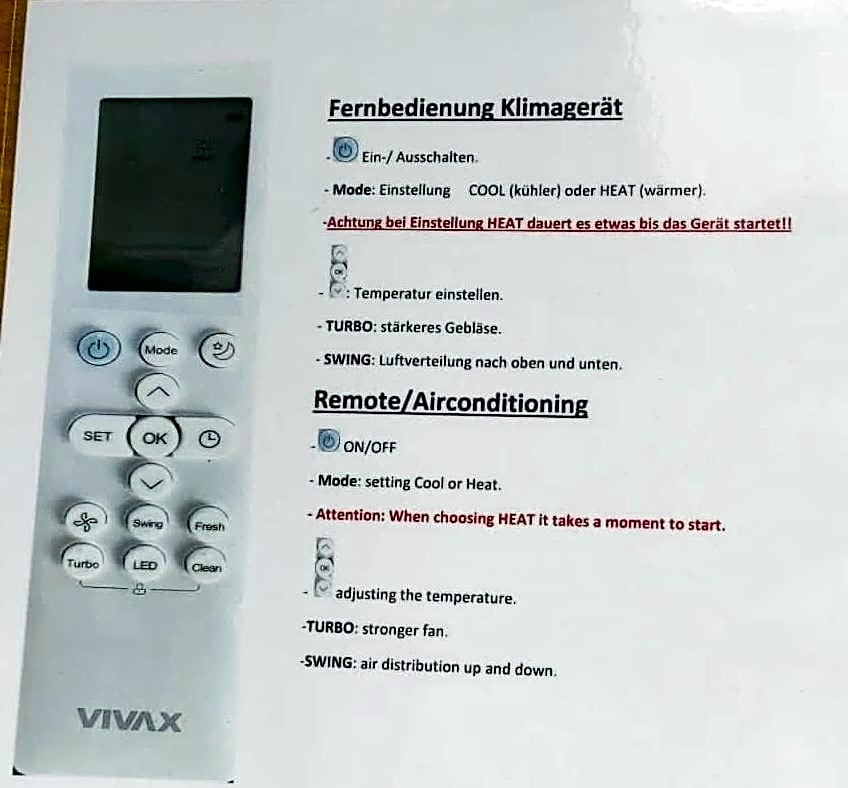 Fernbedienung Klimagerät
- Ein-/ Ausschalten.
- Mode: Einstellung COOL (kühler) oder HEAT (wärmer).
-Achtung bei Einstellung HEAT dauert es etwas bis das Gerät startet!!
OK
- : Temperatur einstellen.
- TURBO: stärkeres Gebläse.
- SWING: Luftverteilung nach oben und unten.
Remote/Airconditioning
- ON/OFF
- Mode: setting Cool or Heat.
- Attention: When choosing HEAT it takes a moment to start.
OK
- adjusting the temperature.
-TURBO: stronger fan.
-SWING: air distribution up and down.
Mode
SET OK
Swing Fresh
Turbo LED Clean
VIVAX